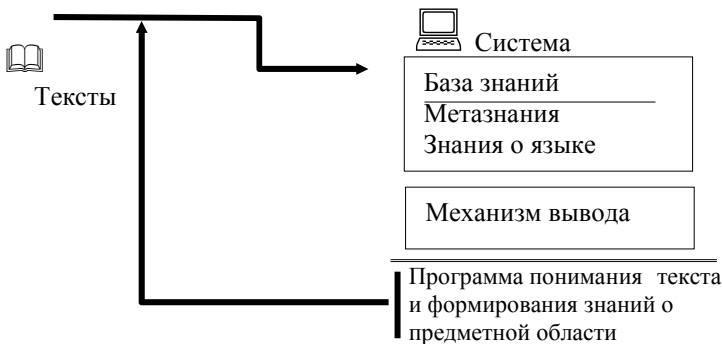 Тексты
Система
База знаний
Метазнания
Знания о языке
Механизм вывода
Программа понимания текста
и формирования знаний о
предметной области